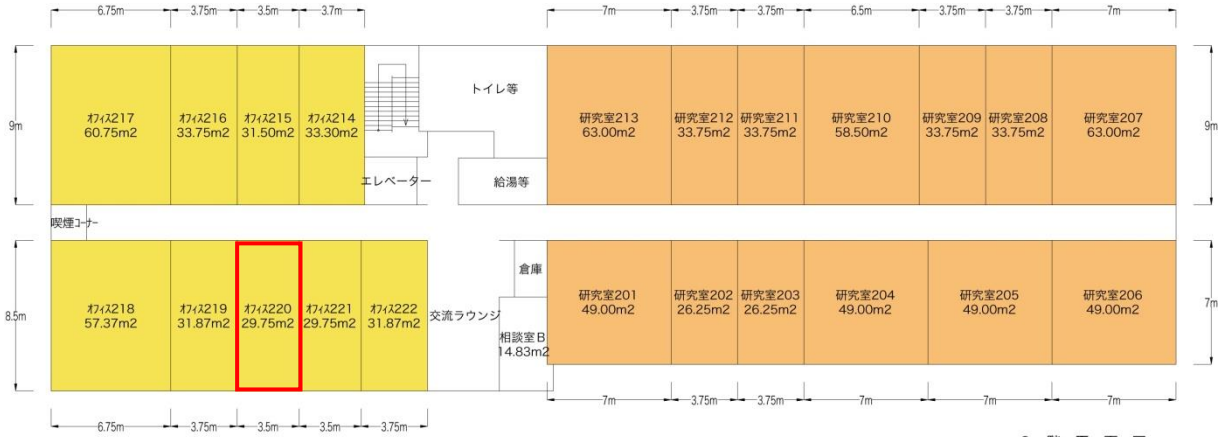 6.75m 3.75m 3.5m 3.7m 7m 3.75m 3.75m 6.5m 3.75m 3.75m 7m
トイレ等
ｵﾌｨｽ217 ｵﾌｨｽ216 ｵﾌｨｽ215 ｵﾌｨｽ214 研究室213 研究室212 研究室211 研究室210 研究室209 研究室208 研究室207
9m 60.75m2 33.75m2 31.50m2 33.30m2 63.00m2 33.75m2 33.75m2 58.50m2 33.75m2 33.75m2 63.00m2 9m
エレベーター 給湯等
喫煙ｺｰﾅｰ
倉庫
研究室201 研究室202 研究室203 研究室204 研究室205 研究室206
49.00m2 26.25m2 26.25m2 49.00m2 49.00m2 49.00m2 7m
ｵﾌｨｽ218 ｵﾌｨｽ219 ｵﾌｨｽ220 ｵﾌｨｽ221 ｵﾌｨｽ222 交流ラウンジ
8.5m 57.37m2 31.87m2 29.75m2 29.75m2 31.87m2
相談室B
14.83m2
7m 3.75m 3.75m 7m 7m 7m
6.75m 3.75m 3.5m 3.5m 3.75m